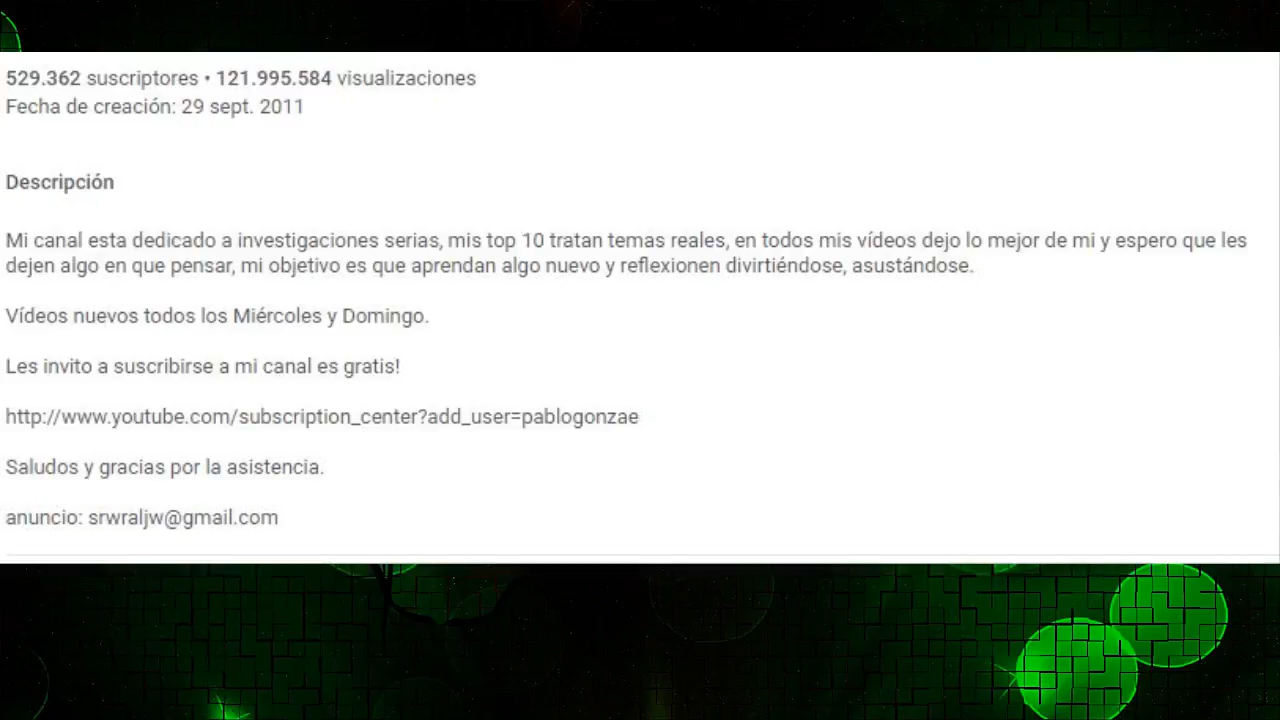 529.362 suscriptores • 121.995.584 visualizaciones
Fecha de creación: 29 sept. 2011
Descripción
Mi canal esta dedicado a investigaciones serias, mis top 10 tratan temas reales, en todos mis vídeos dejo lo mejor de mi y espero que les
dejen algo en que pensar, mi objetivo es que aprendan algo nuevo y reflexionen divirtiéndose, asustándose.
Vídeos nuevos todos los Miércoles y Domingo.
Les invito a suscribirse a mi canal es gratis!
http://www.youtube.com/subscription_center?add_user=pablogonzae
Saludos y gracias por la asistencia.
anuncio: srwraljw@gmail.com